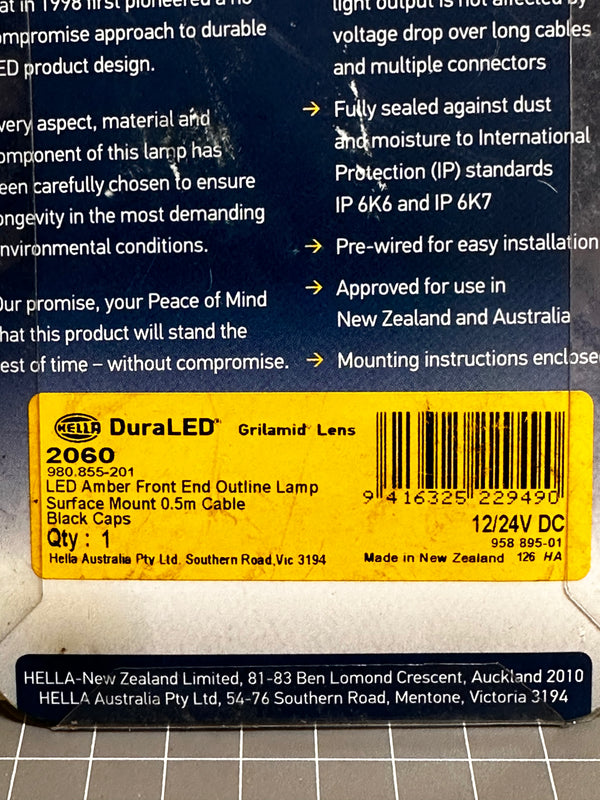 at in 1998 first pioneered a no
ompromise approach to durable
ED product design.
very aspect, material and
omponent of this lamp has
een carefully chosen to ensure
ongevity in the most demanding
nvironmental conditions.
Our promise, your Peace of Mind
hat this product will stand the
est of time – without compromise.
light output is not affected by
voltage drop over long cables
and multiple connectors
→ Fully sealed against dust
and moisture to International
Protection (IP) standards
IP 6K6 and IP 6K7
→ Pre-wired for easy installation
→ Approved for use in
New Zealand and Australia
→ Mounting instructions enclose
HELLA DuraLED Grilamid Lens
2060
980.855-201
LED Amber Front End Outline Lamp
Surface Mount 0.5m Cable
Black Caps
Qty : 1
Hella Australia Pty Ltd. Southern Road,Vic 3194
9 416325 229490
12/24V DC
958 895-01
Made in New Zealand 126 HA
HELLA-New Zealand Limited, 81-83 Ben Lomond Crescent, Auckland 2010
HELLA Australia Pty Ltd, 54-76 Southern Road, Mentone, Victoria 3194